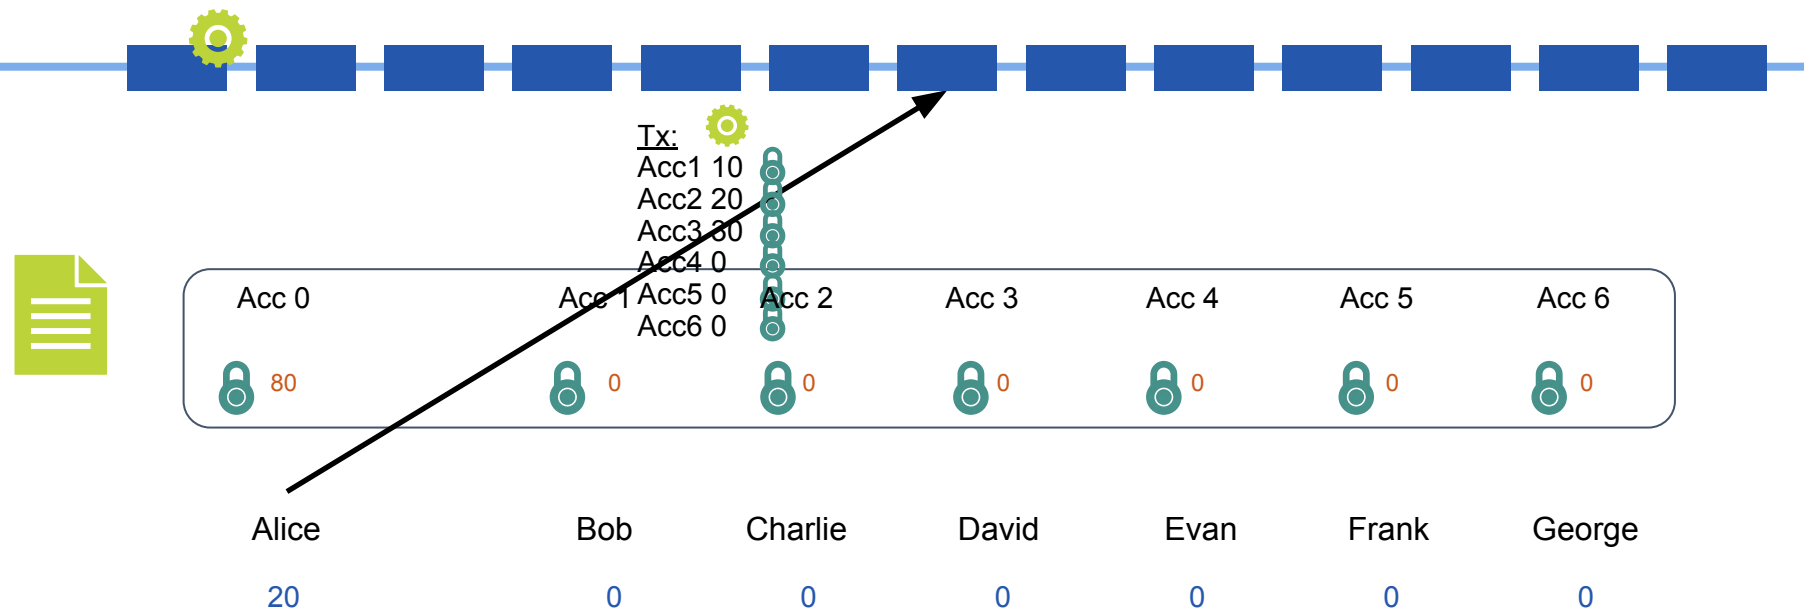 Tx:
Acc1 10
Acc2 20
Acc3 30
Acc4 0
Acc5 0
Acc6 0
Acc 0 Acc 1 Acc 2 Acc 3 Acc 4 Acc 5 Acc 6
80 0 0 0 0 0 0
Alice Bob Charlie David Evan Frank George
20 0 0 0 0 0 0